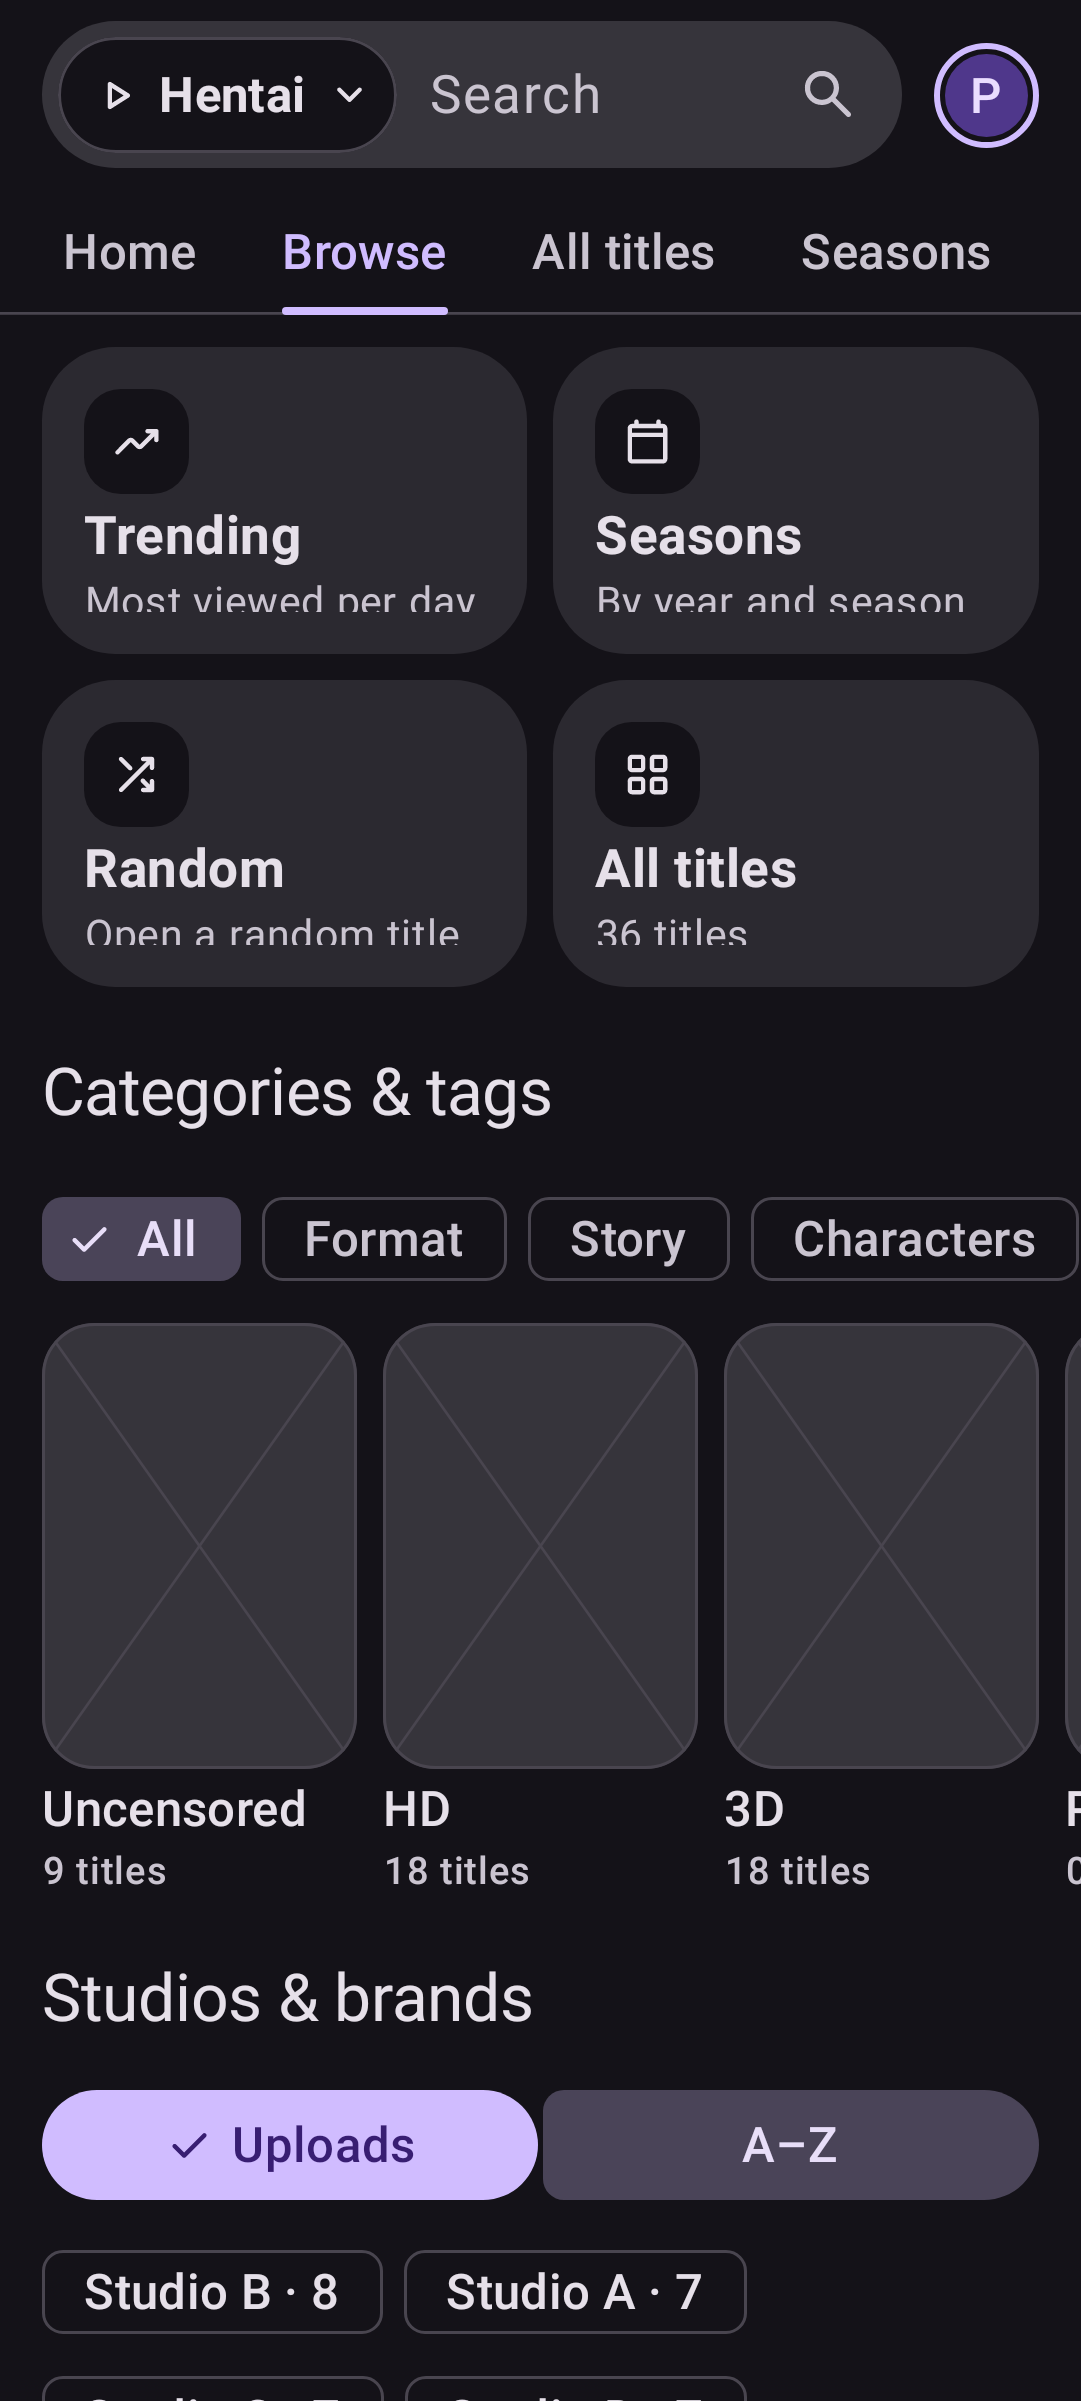 Hentai
Search
P
Home
Browse
All titles
Seasons
Trending
Most viewed per day
Seasons
By year and season
Random
Open a random title
All titles
36 titles
Categories & tags
All
Format
Story
Characters
Uncensored
9 titles
HD
18 titles
3D
18 titles
Studios & brands
Uploads
A–Z
Studio B · 8
Studio A · 7